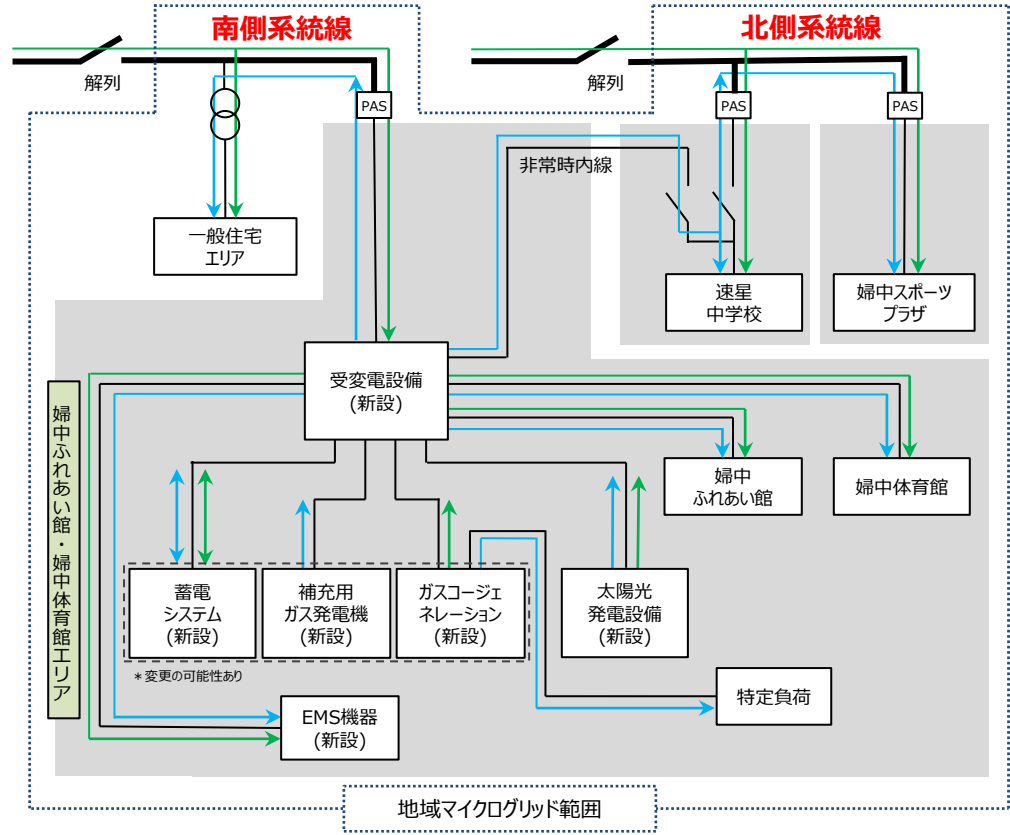 南側系統線
北側系統線
解列
解列
PAS
PAS
PAS
非常時内線
一般住宅
エリア
速星
中学校
婦中スポーツ
プラザ
受変電設備
(新設)
婦中ふれあい館・婦中体育館エリア
婦中
ふれあい館
婦中体育館
蓄電
システム
(新設)
補充用
ガス発電機
(新設)
ガスコージェ
ネレーション
(新設)
太陽光
発電設備
(新設)
*変更の可能性あり
特定負荷
EMS機器
(新設)
地域マイクログリッド範囲